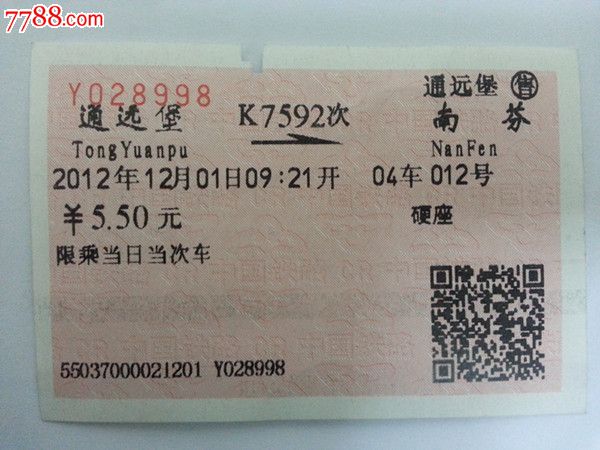 7788.com
Y028998
通远堡 售
通远堡 K7592次 南芬
TongYuanpu NanFen
2012年12月01日09:21开 04车 012号
￥5.50元 硬座
限乘当日当次车
55037000021201 Y028998